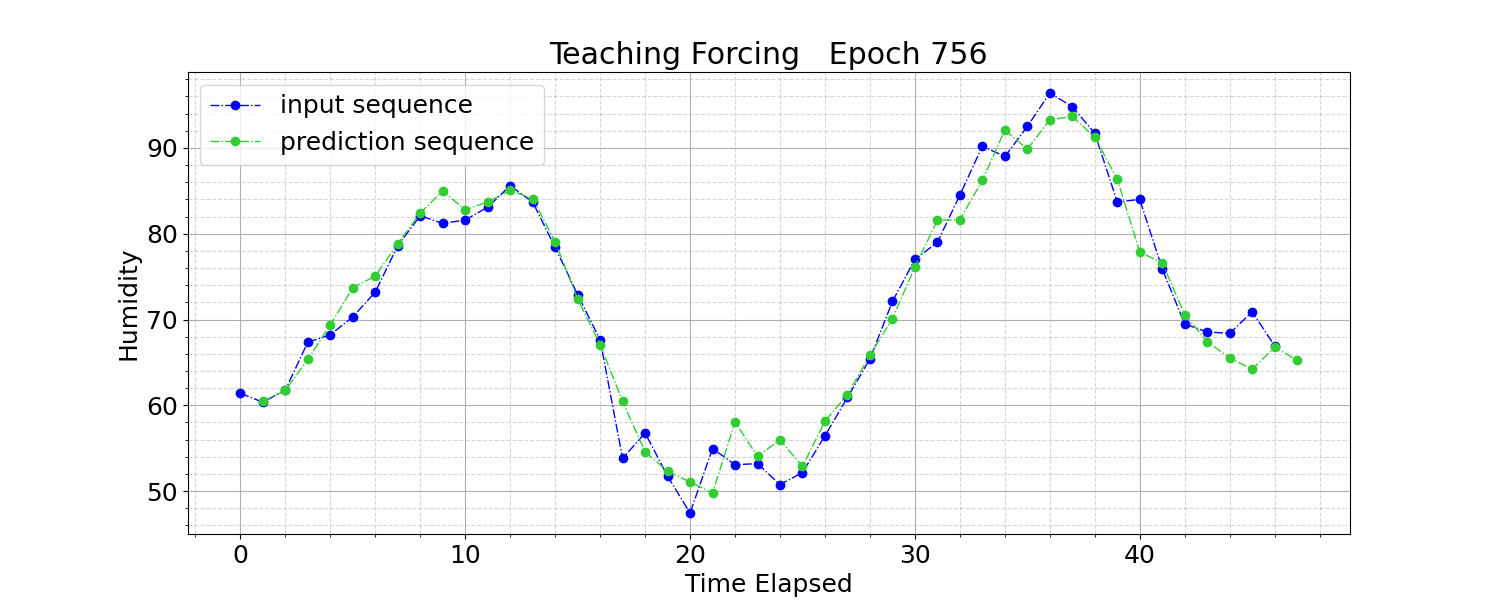 Teaching Forcing   Epoch 756
input sequence
prediction sequence
Humidity
90
80
70
60
50
0 10 20 30 40
Time Elapsed